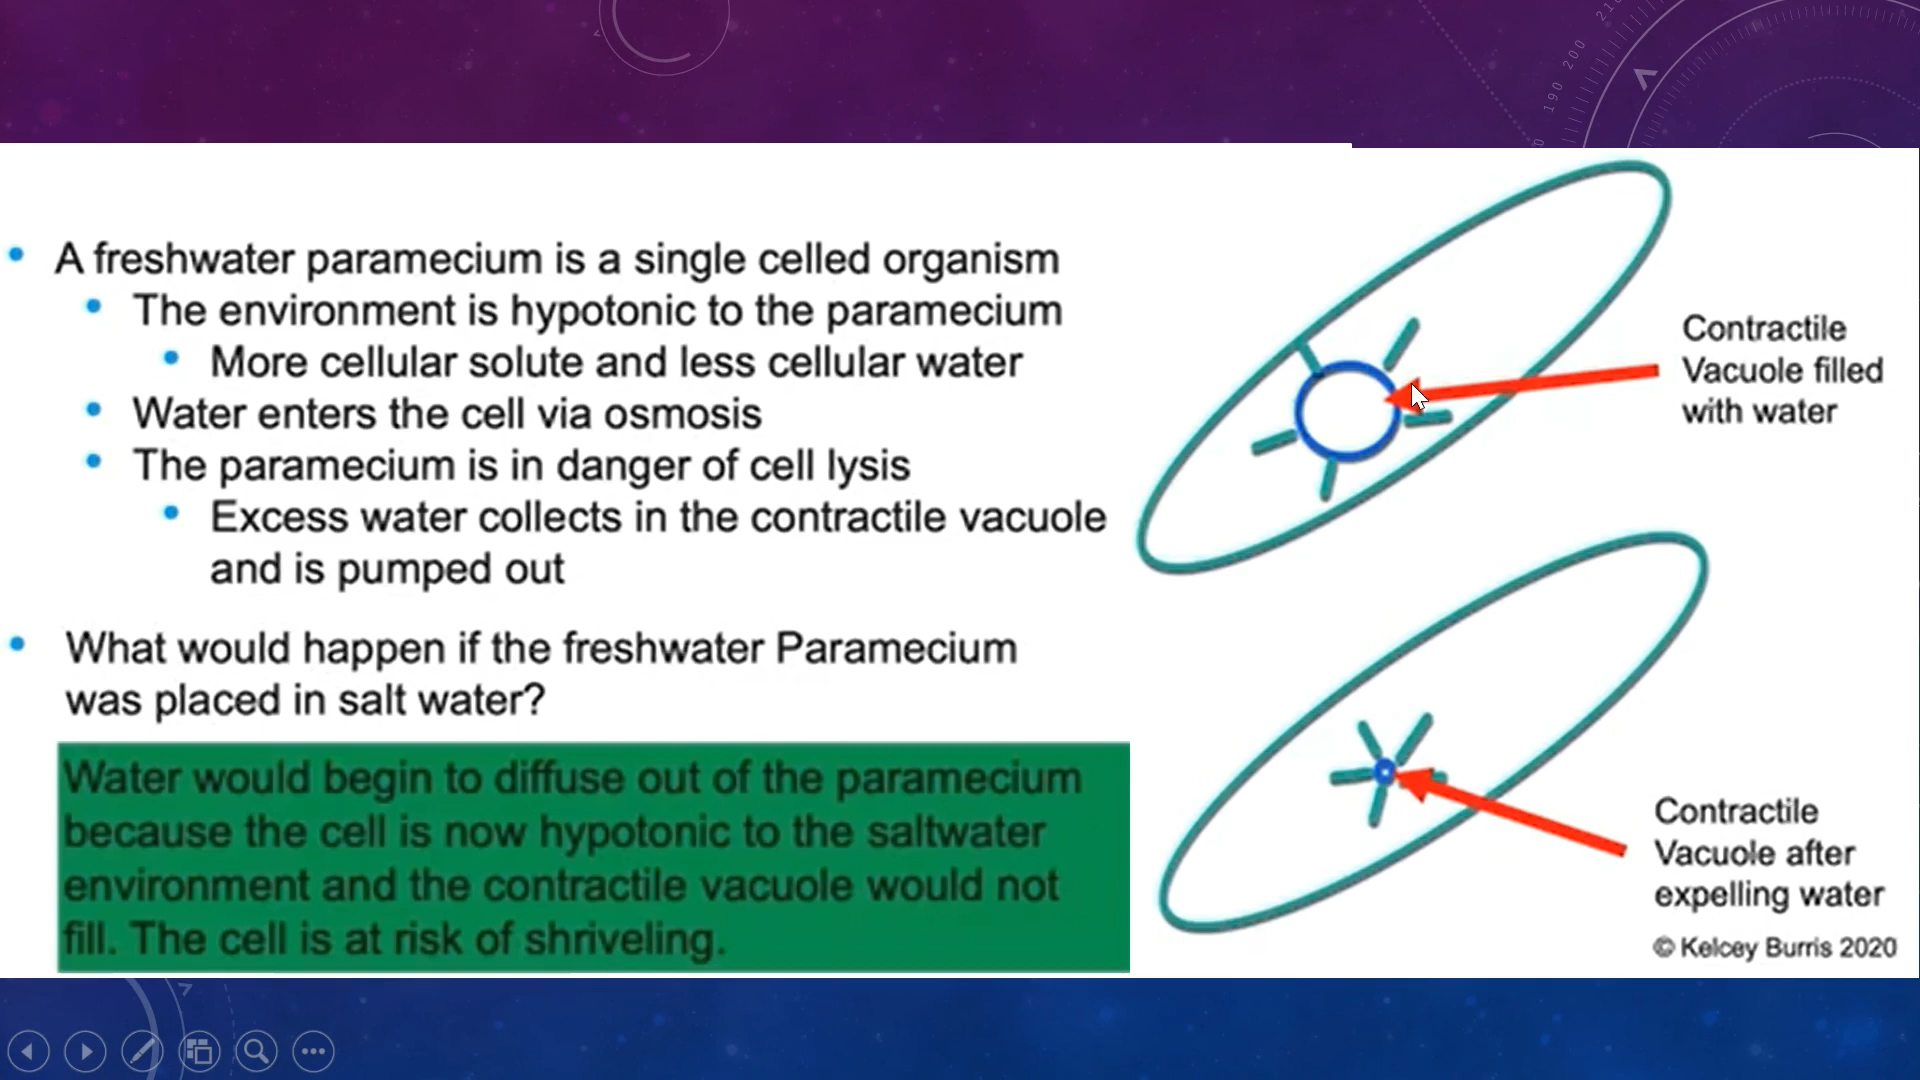 210
200
190
A freshwater paramecium is a single celled organism
The environment is hypotonic to the paramecium
More cellular solute and less cellular water
Water enters the cell via osmosis
The paramecium is in danger of cell lysis
Excess water collects in the contractile vacuole
and is pumped out
What would happen if the freshwater Paramecium
was placed in salt water?
Water would begin to diffuse out of the paramecium
because the cell is now hypotonic to the saltwater
environment and the contractile vacuole would not
fill. The cell is at risk of shriveling.
Contractile
Vacuole filled
with water
Contractile
Vacuole after
expelling water
© Kelcey Burris 2020